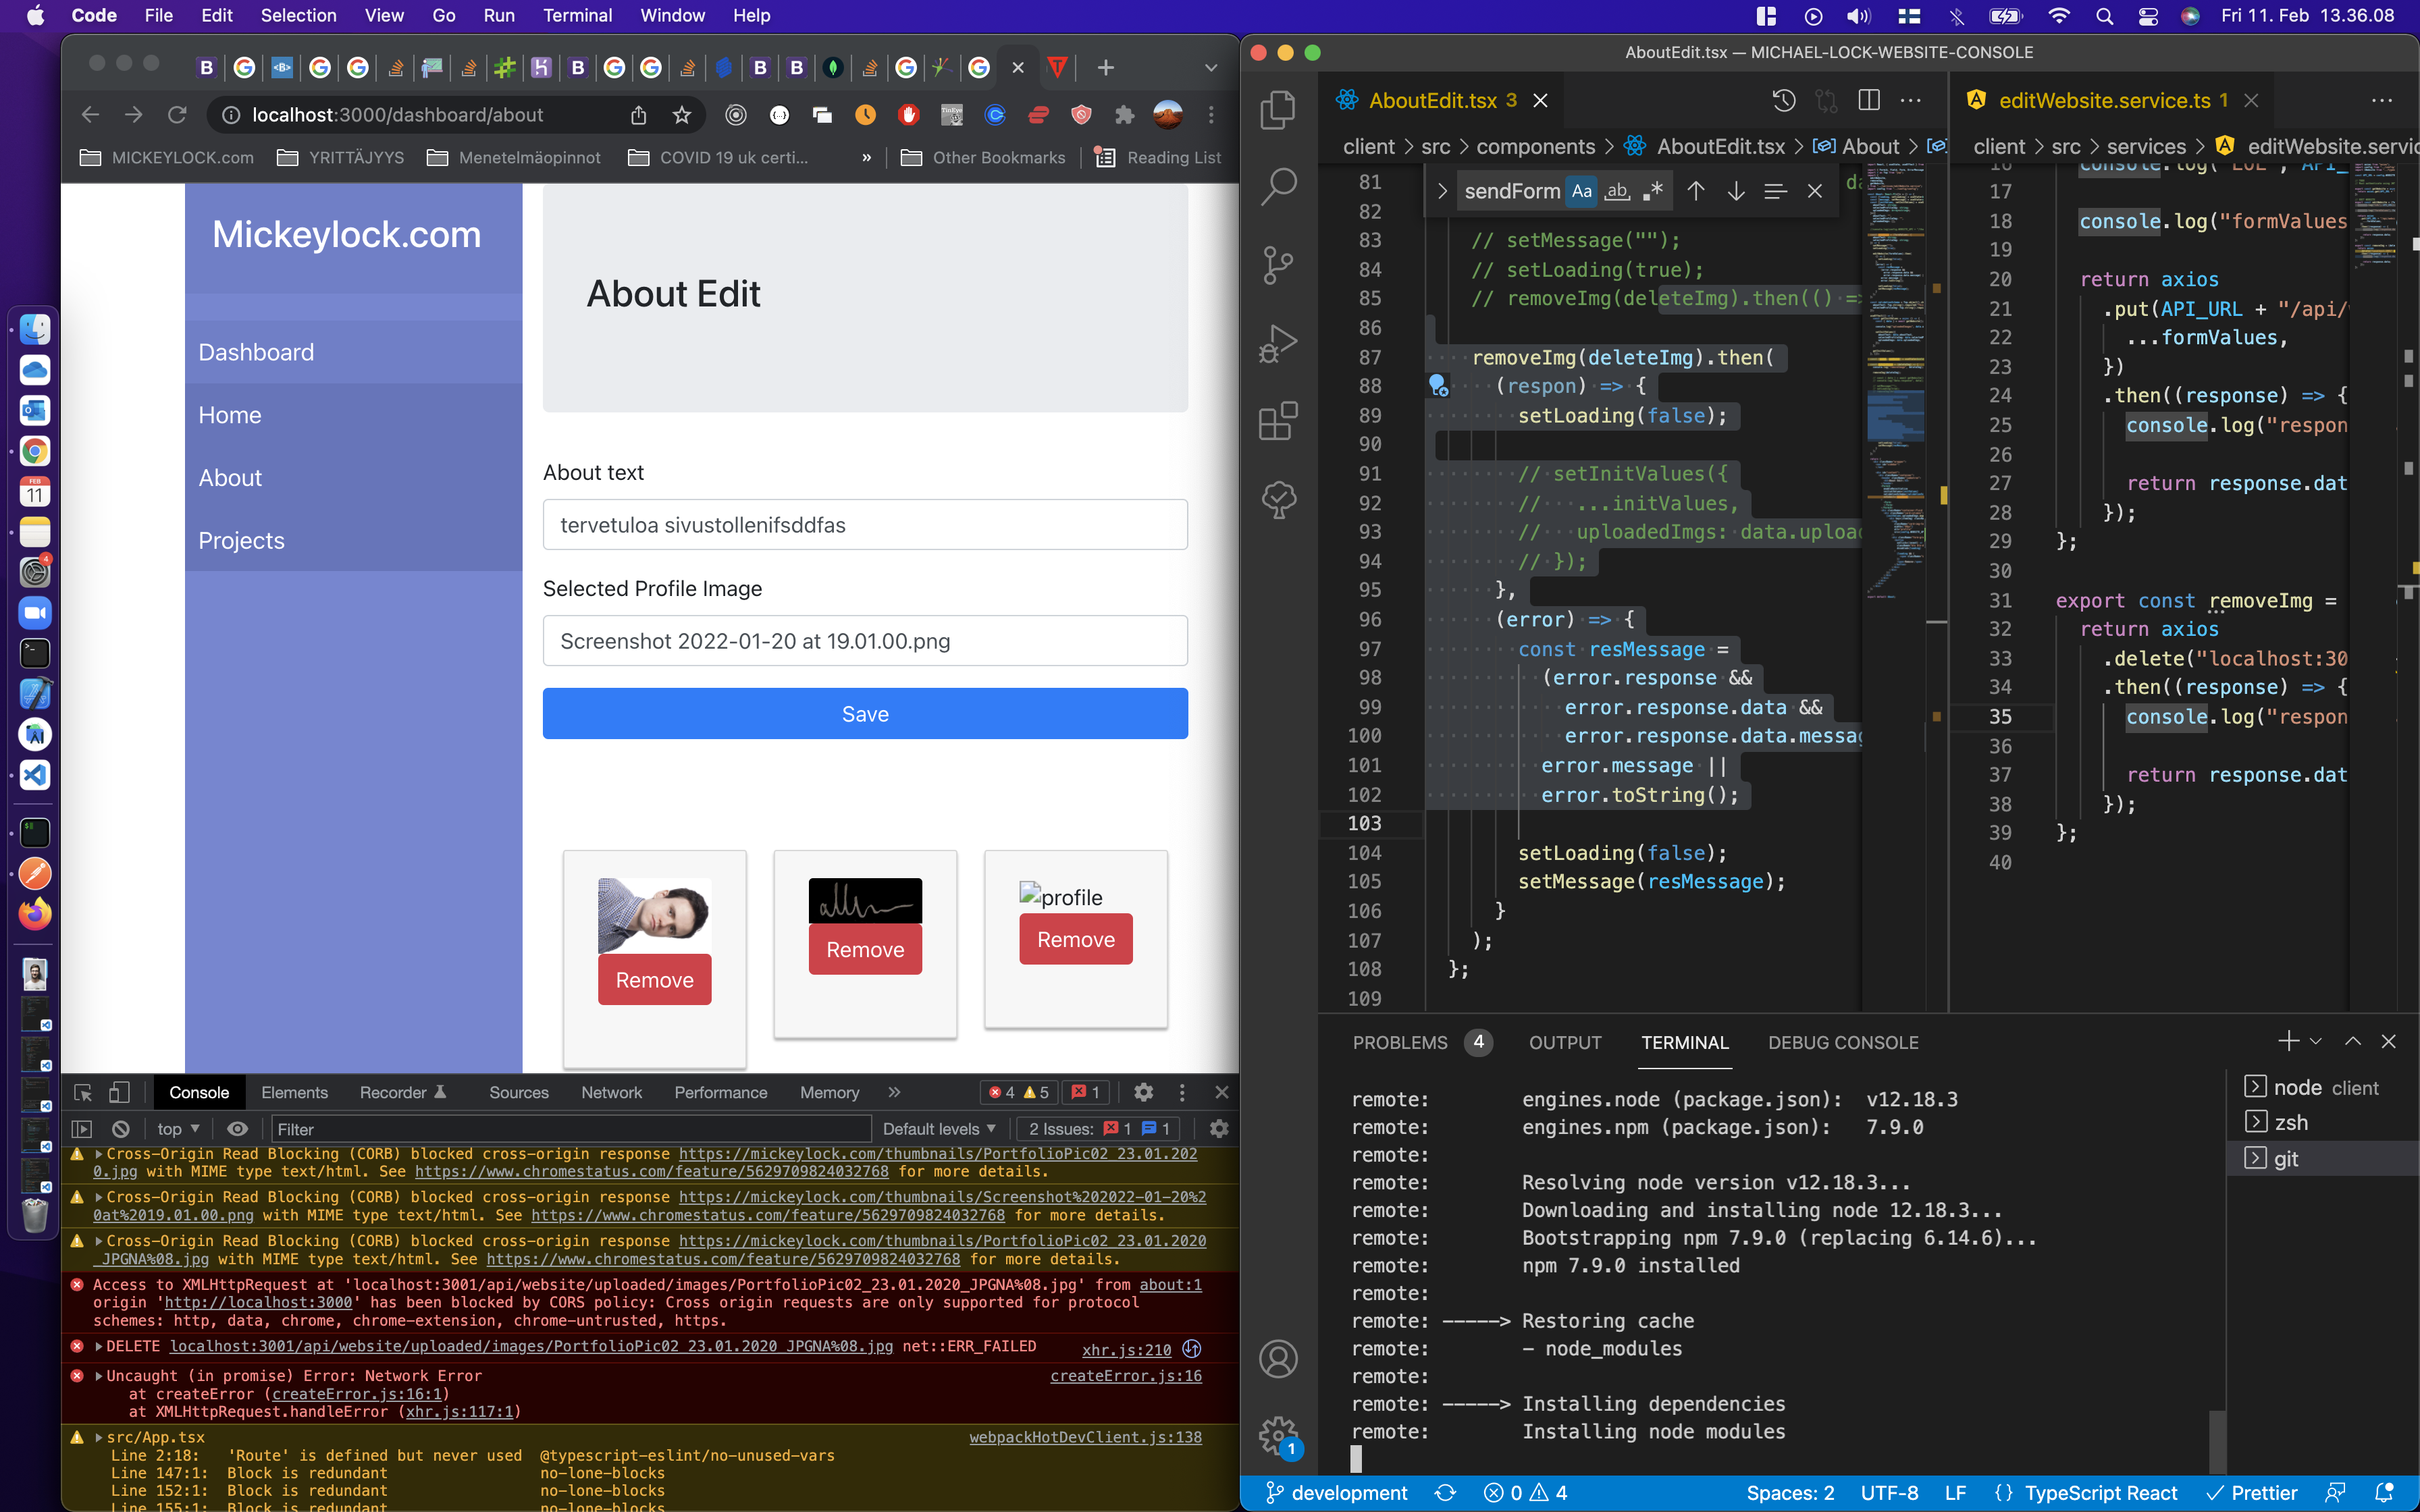 Code File Edit Selection View Go Run Terminal Window Help
Fri 11. Feb 13.36.08
localhost:3000/dashboard/about
MICKEYLOCK.com YRITTÄJYYS Menetelmäopinnot COVID 19 uk certi... » Other Bookmarks Reading List
Mickeylock.com
Dashboard
Home
About
Projects
About Edit
About text
tervetuloa sivustollenifsddfas
Selected Profile Image
Screenshot 2022-01-20 at 19.01.00.png
Save
Remove
Remove
profile
Remove
Console Elements Recorder Sources Network Performance Memory » 4 5 1
top Filter Default levels 2 Issues: 1 1
Cross-Origin Read Blocking (CORB) blocked cross-origin response https://mickeylock.com/thumbnails/PortfolioPic02_23.01.202
0.jpg with MIME type text/html. See https://www.chromestatus.com/feature/5629709824032768 for more details.
Cross-Origin Read Blocking (CORB) blocked cross-origin response https://mickeylock.com/thumbnails/Screenshot%202022-01-20%2
0at%2019.01.00.png with MIME type text/html. See https://www.chromestatus.com/feature/5629709824032768 for more details.
Cross-Origin Read Blocking (CORB) blocked cross-origin response https://mickeylock.com/thumbnails/PortfolioPic02_23.01.2020
_JPGNA%08.jpg with MIME type text/html. See https://www.chromestatus.com/feature/5629709824032768 for more details.
Access to XMLHttpRequest at 'localhost:3001/api/website/uploaded/images/PortfolioPic02_23.01.2020_JPGNA%08.jpg' from about:1
origin 'http://localhost:3000' has been blocked by CORS policy: Cross origin requests are only supported for protocol
schemes: http, data, chrome, chrome-extension, chrome-untrusted, https.
DELETE localhost:3001/api/website/uploaded/images/PortfolioPic02_23.01.2020_JPGNA%08.jpg net::ERR_FAILED xhr.js:210
Uncaught (in promise) Error: Network Error createError.js:16
at createError (createError.js:16:1)
at XMLHttpRequest.handleError (xhr.js:117:1)
src/App.tsx webpackHotDevClient.js:138
Line 2:18: 'Route' is defined but never used @typescript-eslint/no-unused-vars
Line 147:1: Block is redundant no-lone-blocks
Line 152:1: Block is redundant no-lone-blocks
Line 155:1: Block is redundant no-lone-blocks
AboutEdit.tsx — MICHAEL-LOCK-WEBSITE-CONSOLE
AboutEdit.tsx 3
client > src > components > AboutEdit.tsx > About >
sendForm Aa ab .*
81
82
83 // setMessage("");
84 // setLoading(true);
85 // removeImg(deleteImg).then(() =>
86
87 removeImg(deleteImg).then(
88 (respon) => {
89 setLoading(false);
90
91 // setInitValues({
92 // ...initValues,
93 // uploadedImgs: data.upload
94 // });
95 },
96 (error) => {
97 const resMessage =
98 (error.response &&
99 error.response.data &&
100 error.response.data.messag
101 error.message ||
102 error.toString();
103
104 setLoading(false);
105 setMessage(resMessage);
106 }
107 );
108 };
109
editWebsite.service.ts 1
client > src > services > editWebsite.servic
16 console.log("LOL", API_
17
18 console.log("formValues
19
20 return axios
21 .put(API_URL + "/api/
22 ...formValues,
23 })
24 .then((response) => {
25 console.log("respon
26
27 return response.dat
28 });
29 };
30
31 export const removeImg =
32 return axios
33 .delete("localhost:30
34 .then((response) => {
35 console.log("respon
36
37 return response.dat
38 });
39 };
40
PROBLEMS 4 OUTPUT TERMINAL DEBUG CONSOLE
remote: engines.node (package.json): v12.18.3
remote: engines.npm (package.json): 7.9.0
remote:
remote: Resolving node version v12.18.3...
remote: Downloading and installing node 12.18.3...
remote: Bootstrapping npm 7.9.0 (replacing 6.14.6)...
remote: npm 7.9.0 installed
remote:
remote: -----> Restoring cache
remote: - node_modules
remote:
remote: -----> Installing dependencies
remote: Installing node modules
node client
zsh
git
1
development 0 4 Spaces: 2 UTF-8 LF {} TypeScript React Prettier
FEB
11
4